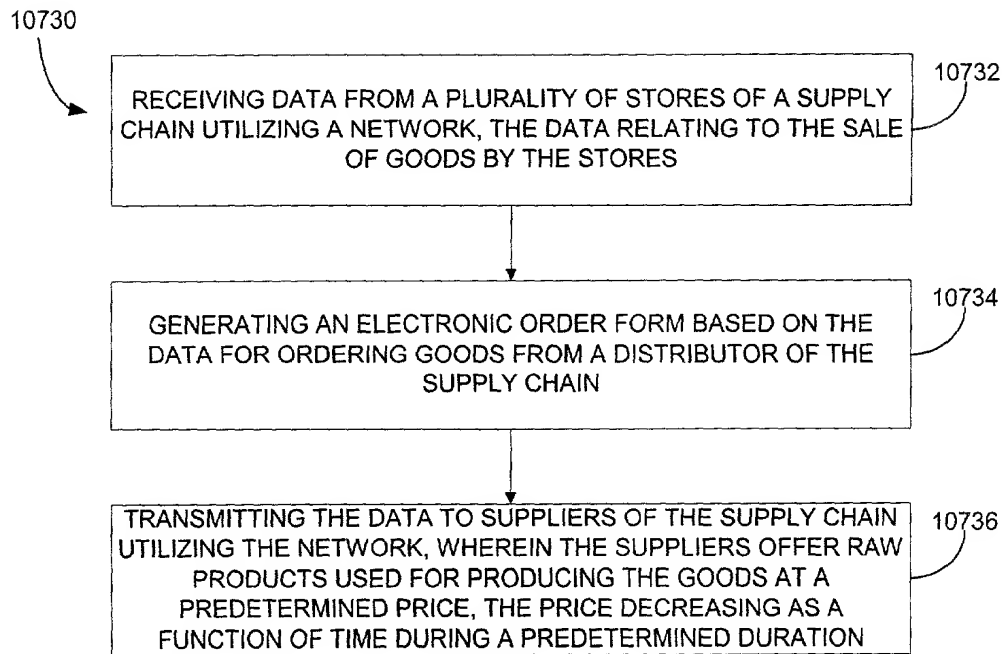 10730
10732
RECEIVING DATA FROM A PLURALITY OF STORES OF A SUPPLY
CHAIN UTILIZING A NETWORK, THE DATA RELATING TO THE SALE
OF GOODS BY THE STORES
10734
GENERATING AN ELECTRONIC ORDER FORM BASED ON THE
DATA FOR ORDERING GOODS FROM A DISTRIBUTOR OF THE
SUPPLY CHAIN
10736
TRANSMITTING THE DATA TO SUPPLIERS OF THE SUPPLY CHAIN
UTILIZING THE NETWORK, WHEREIN THE SUPPLIERS OFFER RAW
PRODUCTS USED FOR PRODUCING THE GOODS AT A
PREDETERMINED PRICE, THE PRICE DECREASING AS A
FUNCTION OF TIME DURING A PREDETERMINED DURATION